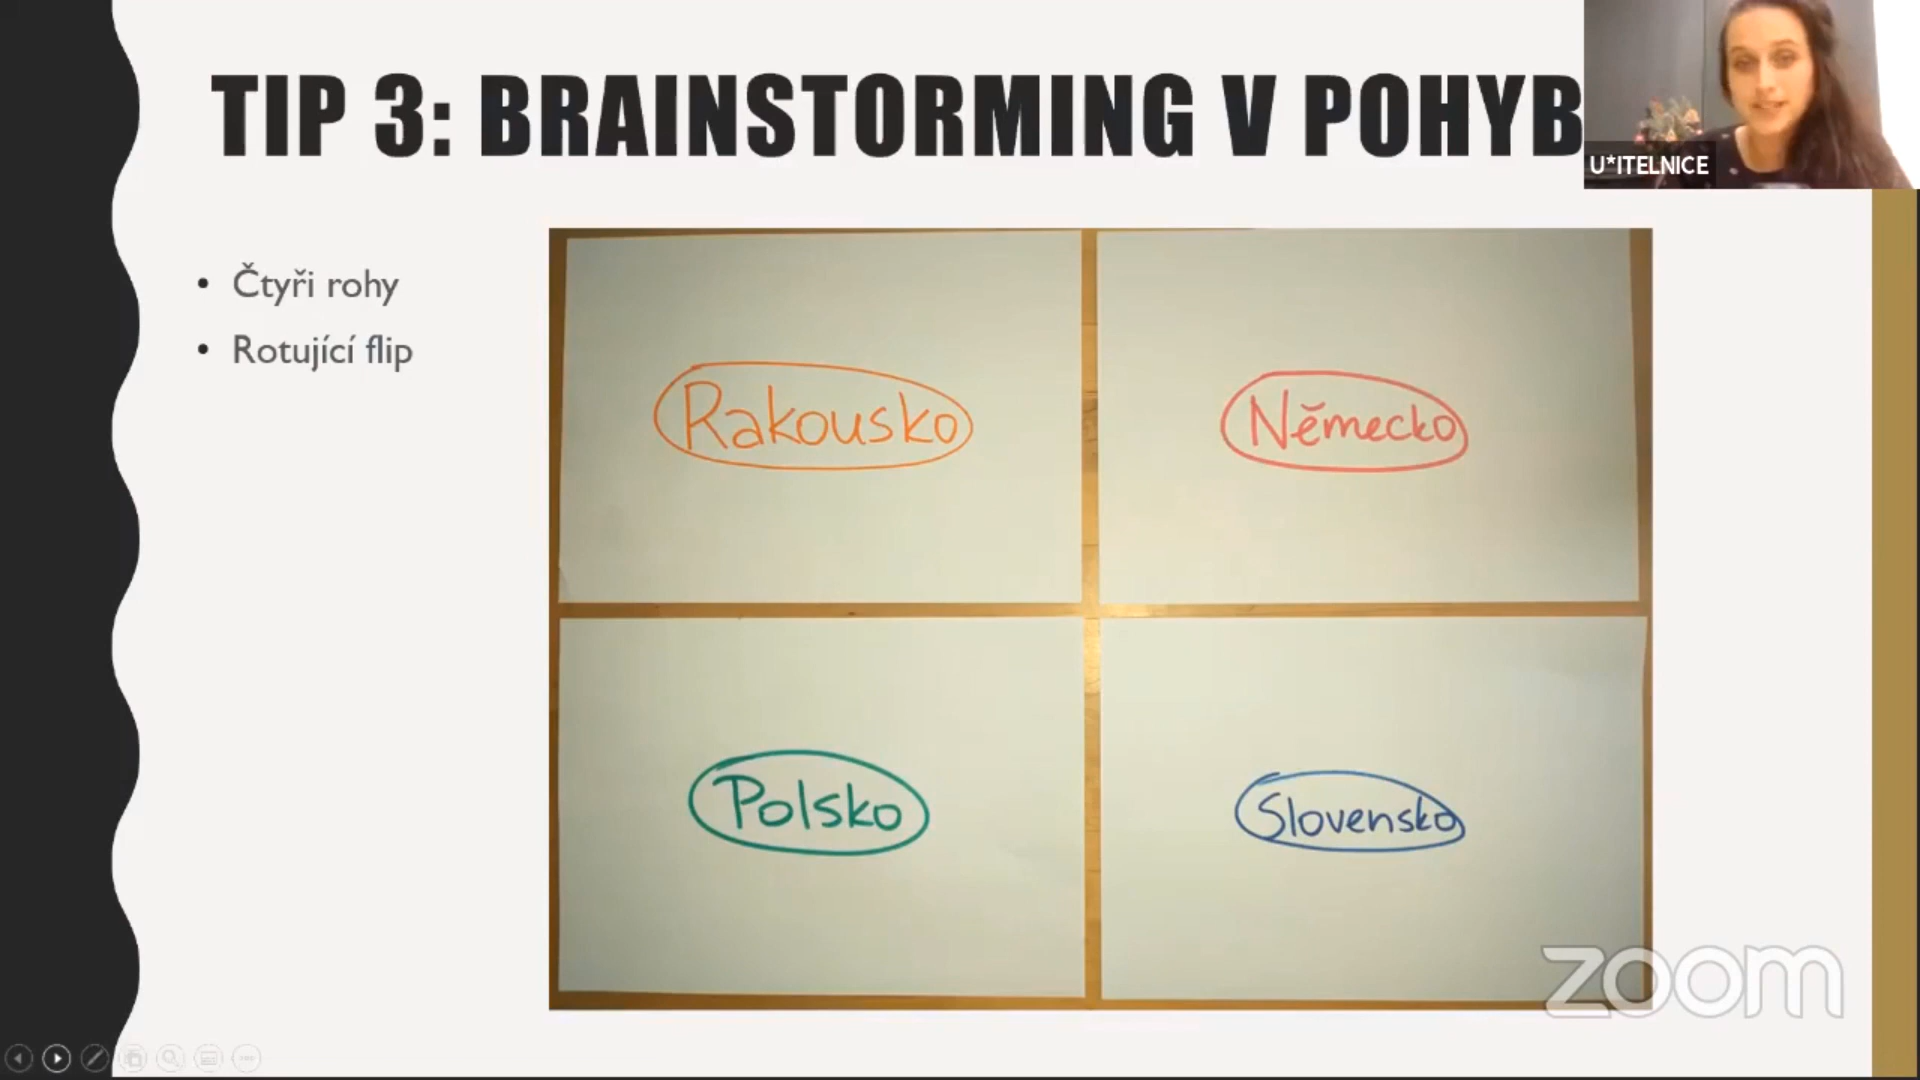 TIP 3: BRAINSTORMING V POHYB
U*ITELNICE
• Čtyři rohy
• Rotující flip
Rakousko
Německo
Polsko
Slovensko
zoom